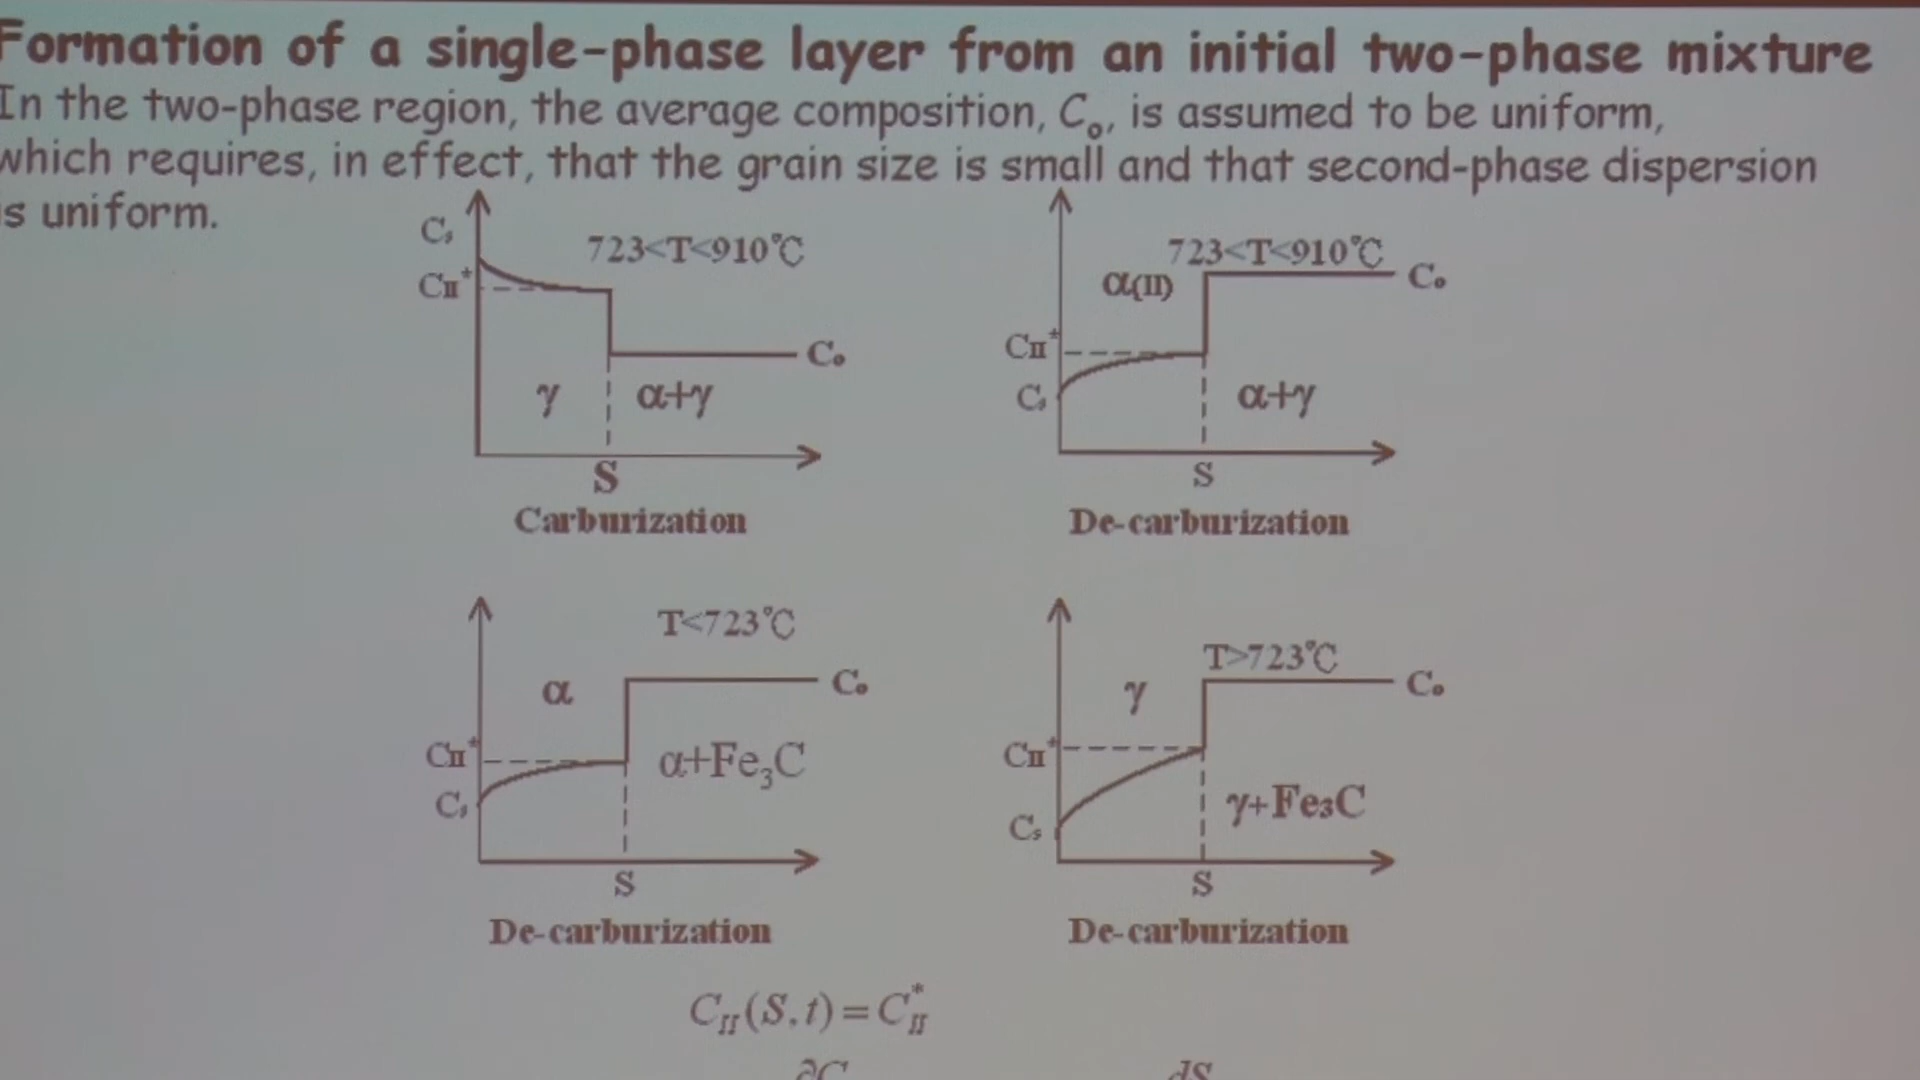 Formation of a single-phase layer from an initial two-phase mixture
In the two-phase region, the average composition, Co, is assumed to be uniform,
which requires, in effect, that the grain size is small and that second-phase dispersion
is uniform.
Cs
723<T<910℃
CII*
Co
γ
α+γ
S
Carburization
723<T<910℃
α(II)
Co
CII*
Cs
α+γ
S
De-carburization
T<723℃
α
Co
CII*
α+Fe3C
Cs
S
De-carburization
T>723℃
γ
Co
CII*
γ+Fe3C
Cs
S
De-carburization
CII(S,t)=CII*
∂C
dS